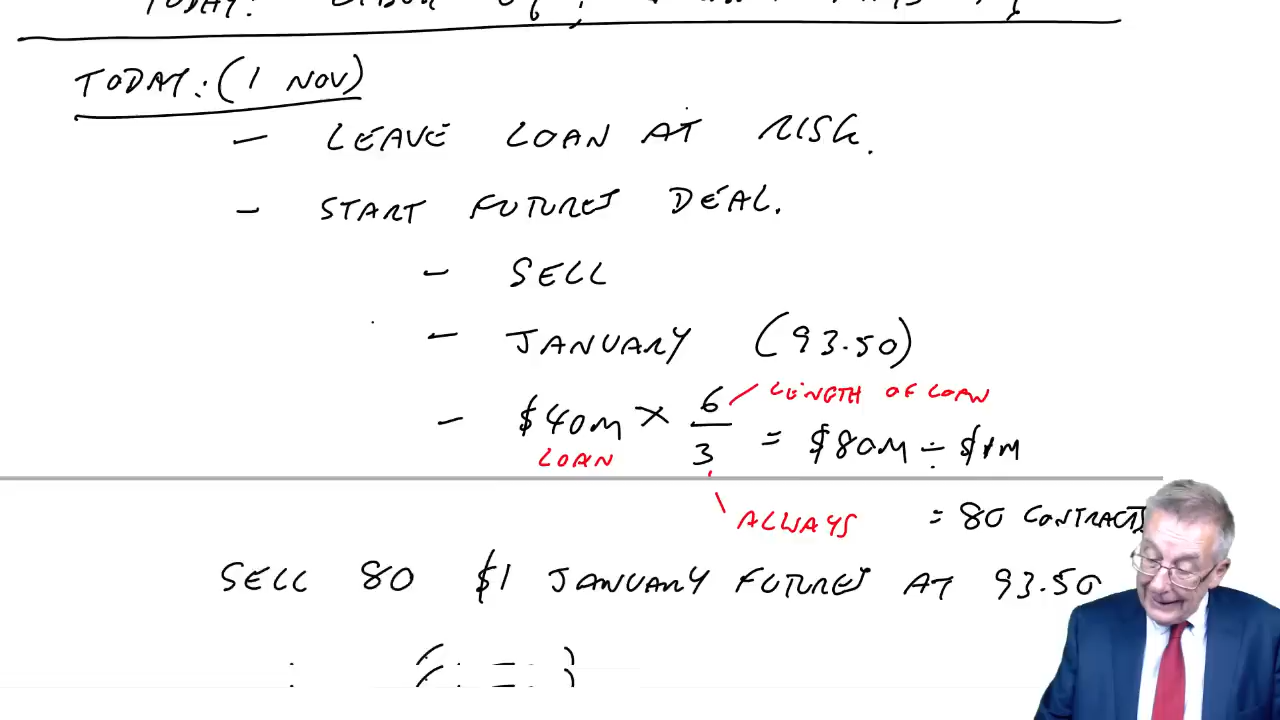 TODAY:
TODAY: (1 NOV)
- LEAVE LOAN AT RISK.
- START FUTURES DEAL.
- SELL
- JANUARY (93.50)
- $40M × 6/3 = $80M ÷ $1M
LENGTH OF LOAN
LOAN
ALWAYS
= 80 CONTRACTS
SELL 80 $1 JANUARY FUTURES AT 93.50